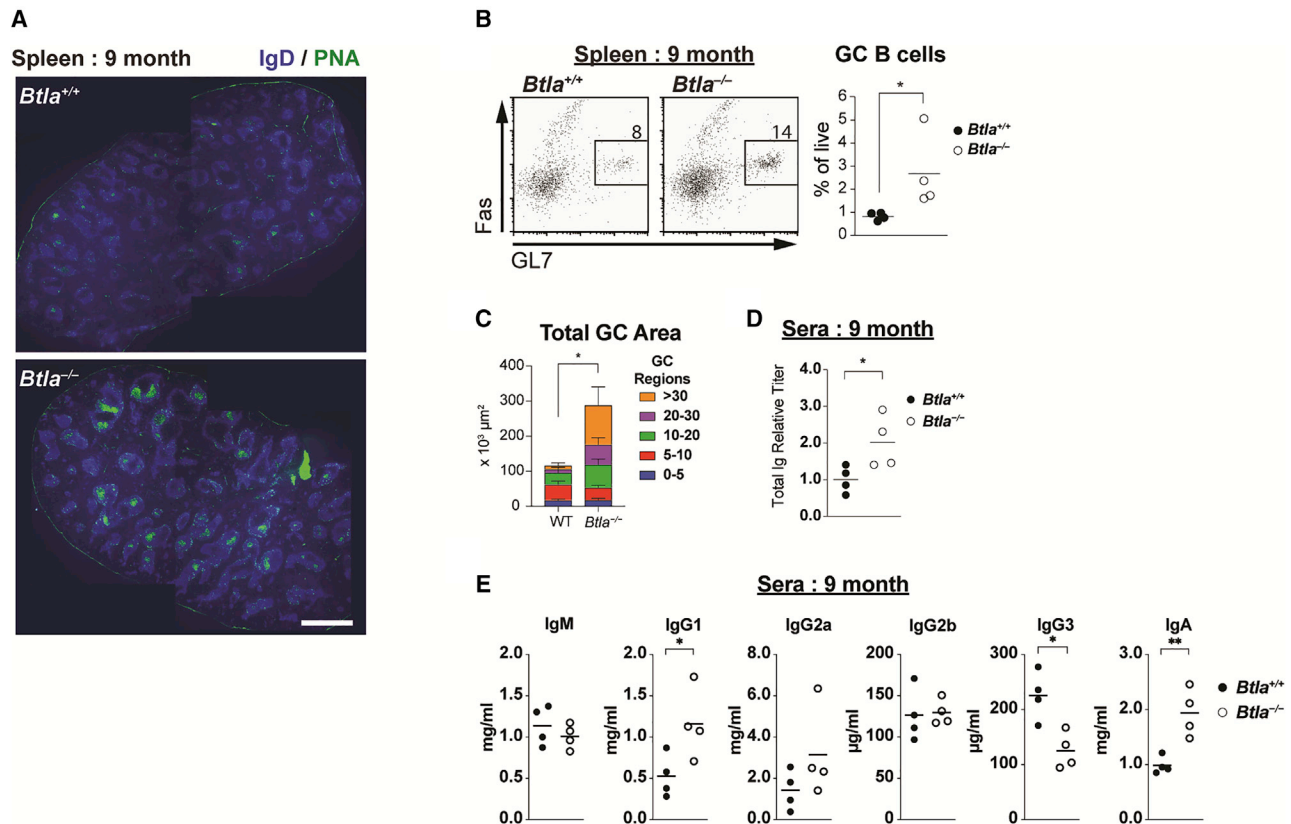 A
Spleen : 9 month IgD / PNA
Btla+/+
Btla–/–
B
Spleen : 9 month
Btla+/+ Btla–/–
8
14
Fas
GL7
GC B cells
*
6
5
4
3
2
1
0
% of live
Btla+/+
Btla–/–
C
Total GC Area
*
400
300
200
100
0
x 10³ µm²
WT Btla-/-
GC
Regions
>30
20-30
10-20
5-10
0-5
D
Sera : 9 month
*
4.0
3.0
2.0
1.0
0.0
Total Ig Relative Titer
Btla+/+
Btla–/–
E
Sera : 9 month
IgM
2.0
1.5
1.0
0.5
0.0
mg/ml
IgG1
*
2.0
1.5
1.0
0.5
0.0
mg/ml
IgG2a
8.0
6.0
4.0
2.0
0.0
mg/ml
IgG2b
200
150
100
50
0
µg/ml
IgG3
*
300
200
100
0
µg/ml
IgA
**
3.0
2.0
1.0
0.0
mg/ml
Btla+/+
Btla–/–